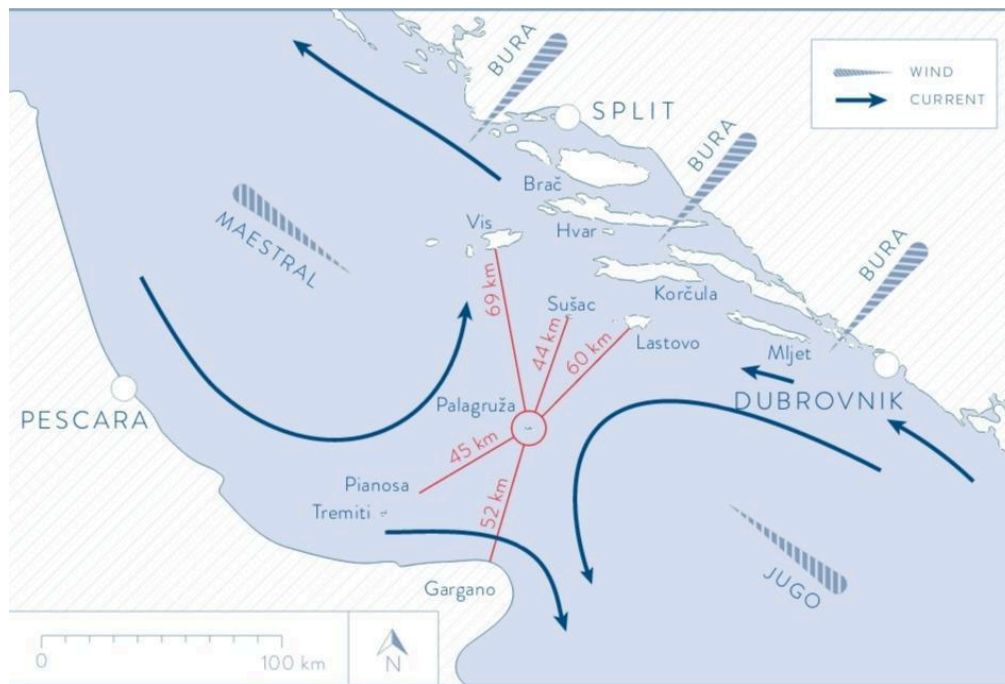 BURA
SPLIT
WIND
CURRENT
BURA
Brač
Vis
Hvar
MAESTRAL
BURA
69 km
Korčula
Sušac
44 km
60 km
Lastovo
Mljet
DUBROVNIK
PESCARA
Palagruža
45 km
Pianosa
Tremiti
52 km
JUGO
Gargano
0
100 km
N